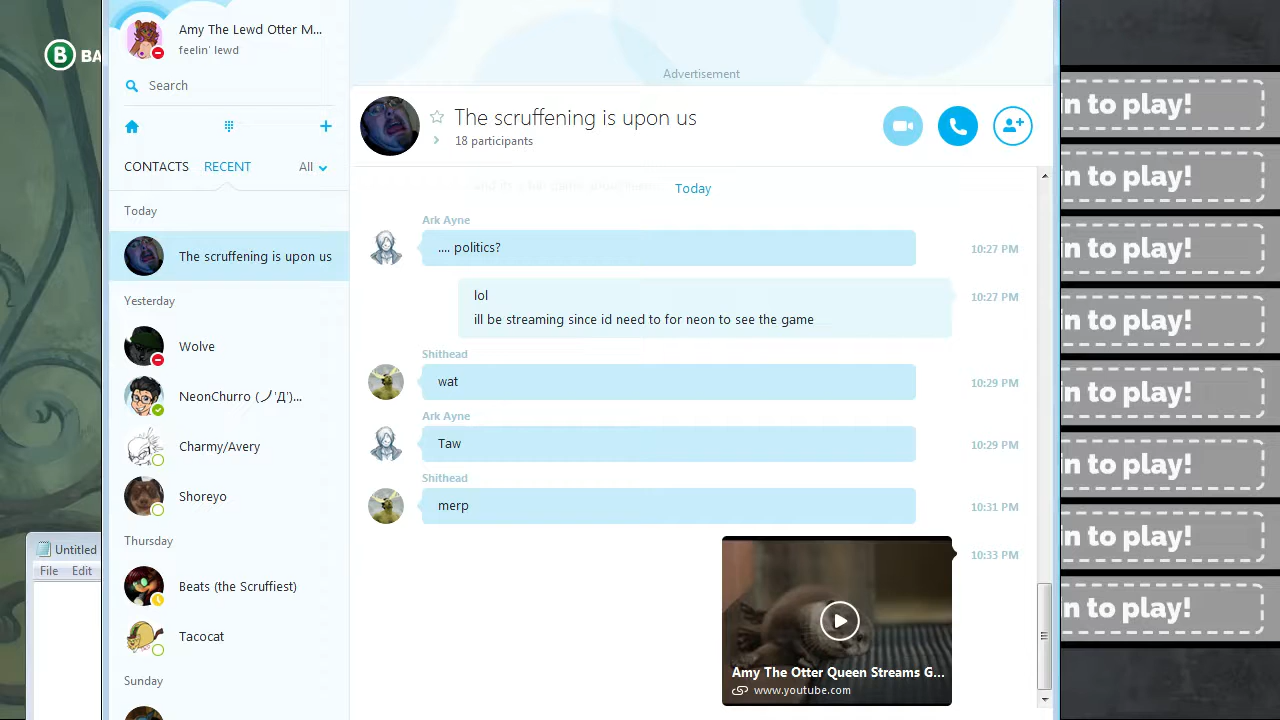 B BA
Amy The Lewd Otter M...
feelin' lewd
Search
CONTACTS RECENT All
Today
The scruffening is upon us
Yesterday
Wolve
NeonChurro (ノ'Д')...
Charmy/Avery
Shoreyo
Thursday
Beats (the Scruffiest)
Tacocat
Sunday
Untitled
File Edit
Advertisement
The scruffening is upon us
18 participants
Today
Ark Ayne
.... politics? 10:27 PM
lol 10:27 PM
ill be streaming since id need to for neon to see the game
Shithead
wat 10:29 PM
Ark Ayne
Taw 10:29 PM
Shithead
merp 10:31 PM
10:33 PM
Amy The Otter Queen Streams G...
www.youtube.com
in to play!
in to play!
in to play!
in to play!
in to play!
in to play!
in to play!
in to play!